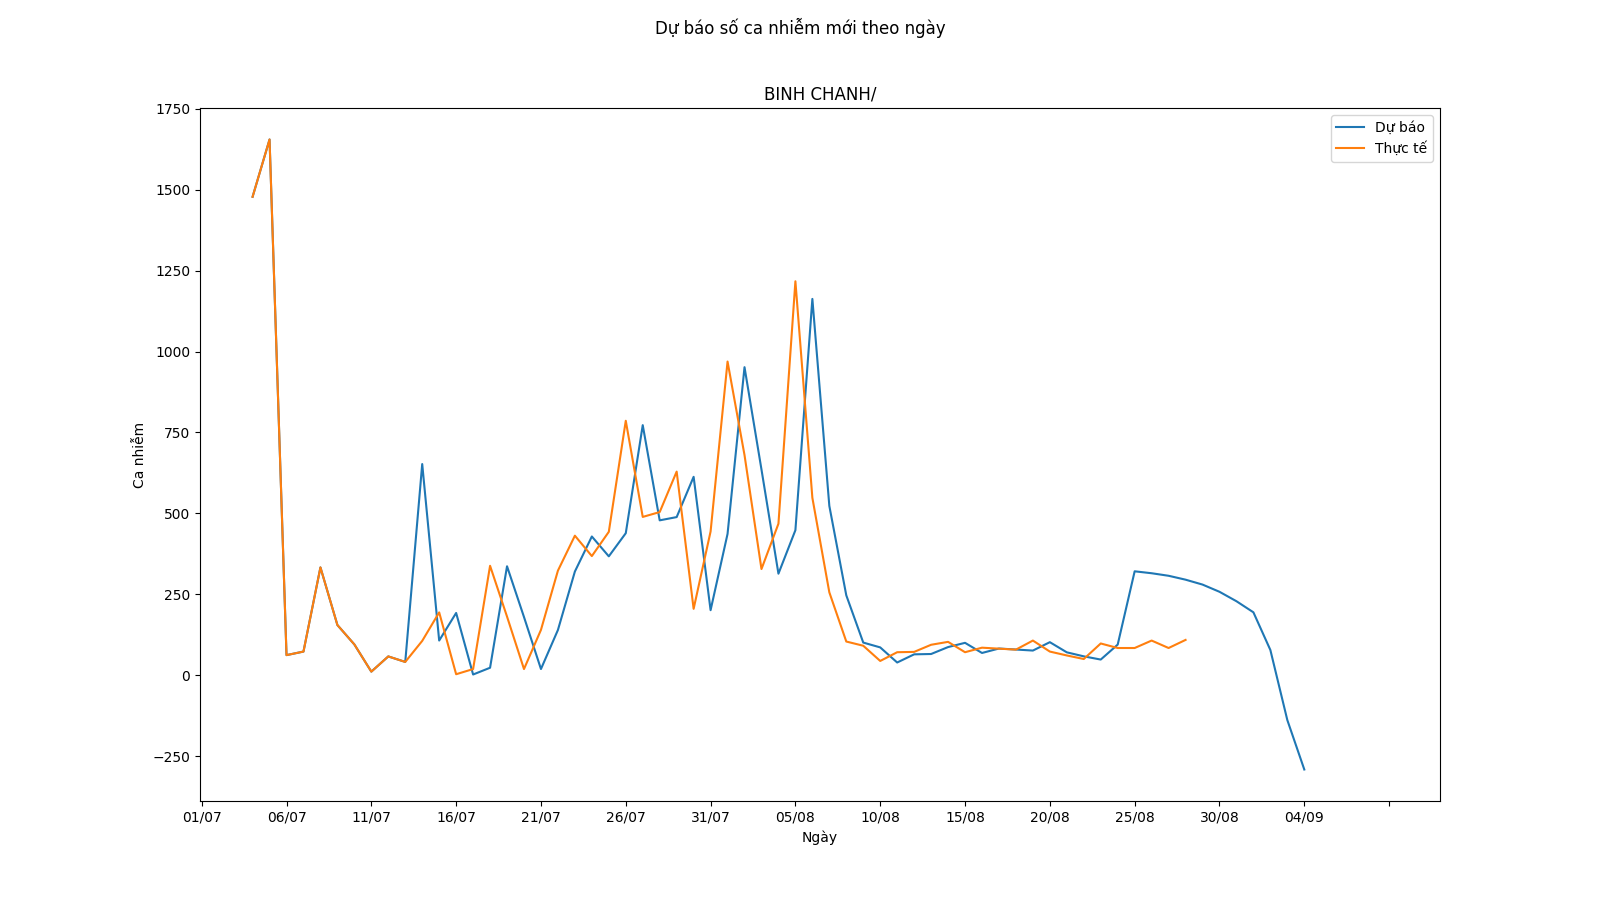 Dự báo số ca nhiễm mới theo ngày
BINH CHANH/
Dự báo
Thực tế
1750
1500
1250
1000
750
500
250
0
−250
Ca nhiễm
01/07 06/07 11/07 16/07 21/07 26/07 31/07 05/08 10/08 15/08 20/08 25/08 30/08 04/09
Ngày